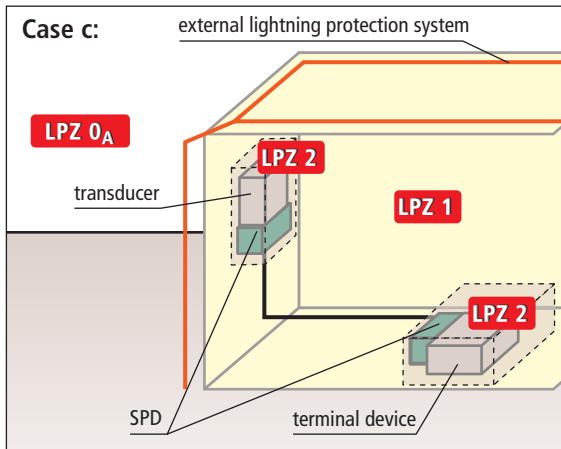 Case c:
external lightning protection system
LPZ 0A
LPZ 2
transducer
LPZ 1
LPZ 2
SPD
terminal device